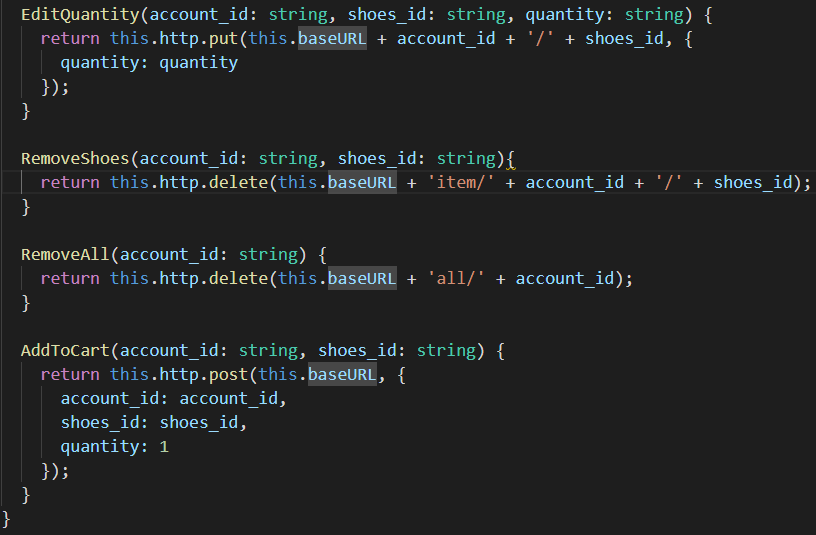 EditQuantity(account_id: string, shoes_id: string, quantity: string) {
return this.http.put(this.baseURL + account_id + '/' + shoes_id, {
quantity: quantity
});
}
RemoveShoes(account_id: string, shoes_id: string){
return this.http.delete(this.baseURL + 'item/' + account_id + '/' + shoes_id);
}
RemoveAll(account_id: string) {
return this.http.delete(this.baseURL + 'all/' + account_id);
}
AddToCart(account_id: string, shoes_id: string) {
return this.http.post(this.baseURL, {
account_id: account_id,
shoes_id: shoes_id,
quantity: 1
});
}
}